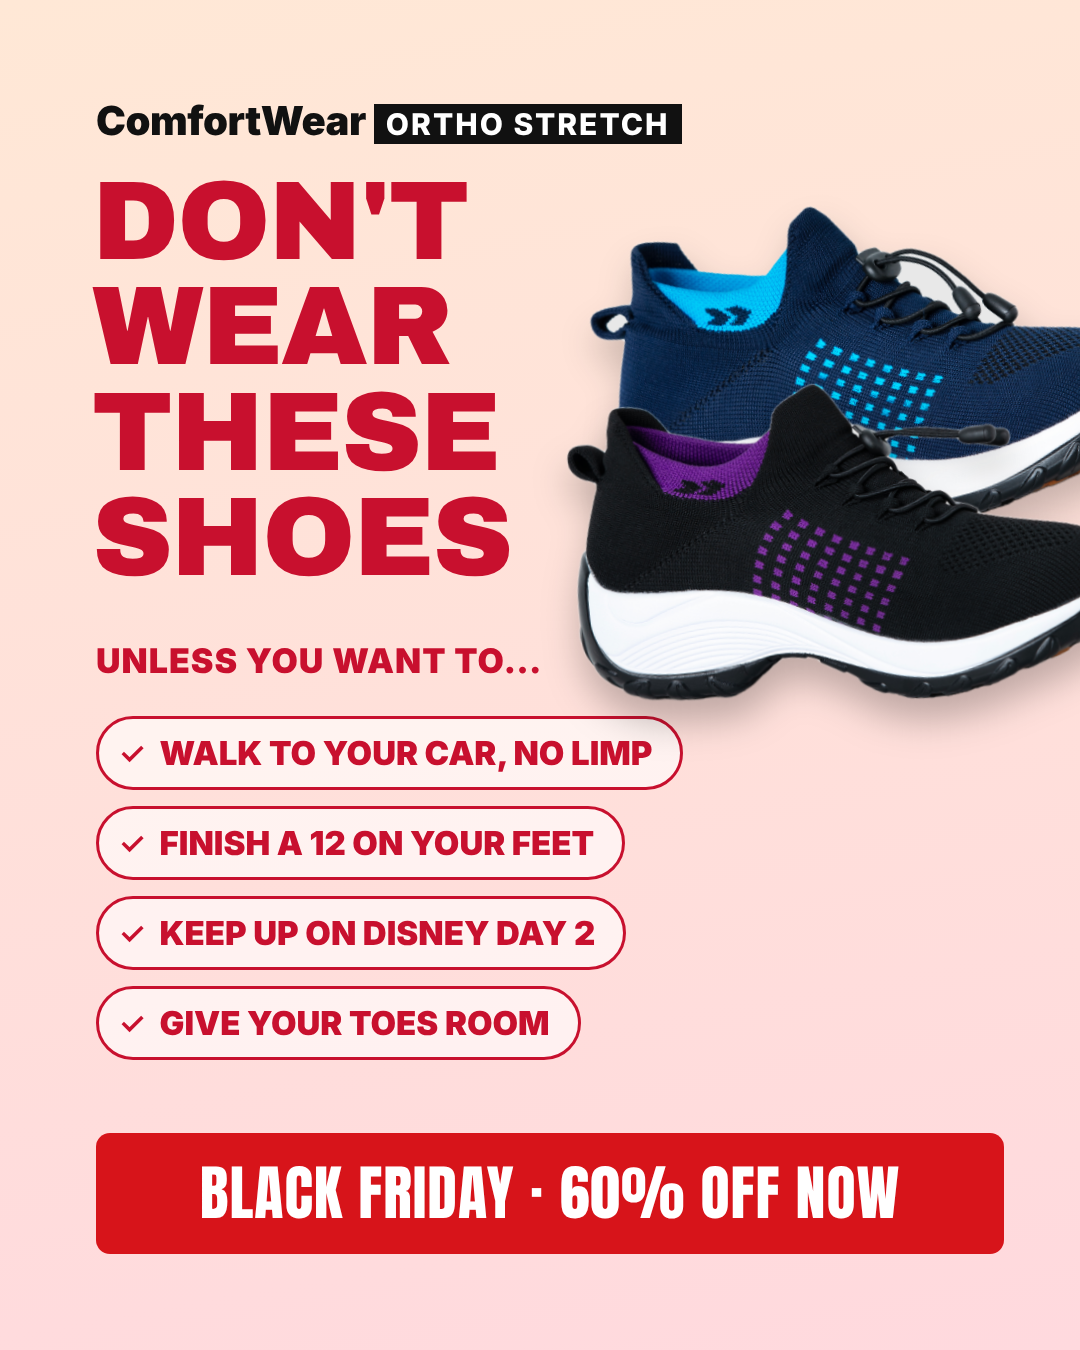 ComfortWear ORTHO STRETCH
DON'T
WEAR
THESE
SHOES
UNLESS YOU WANT TO...
✓ WALK TO YOUR CAR, NO LIMP
✓ FINISH A 12 ON YOUR FEET
✓ KEEP UP ON DISNEY DAY 2
✓ GIVE YOUR TOES ROOM
BLACK FRIDAY · 60% OFF NOW